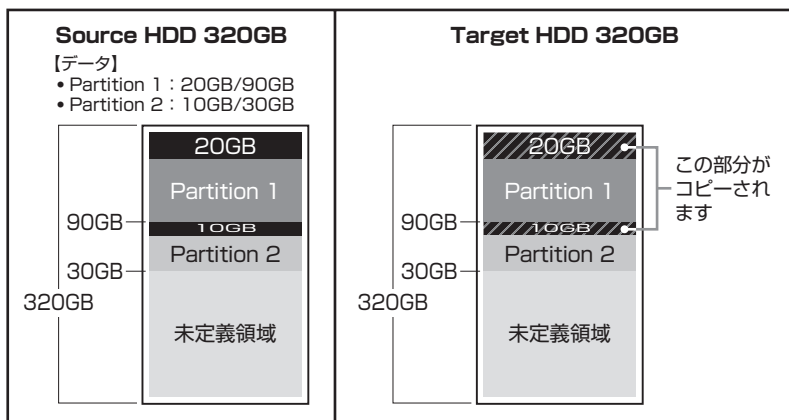 Source HDD 320GB
【データ】
• Partition 1：20GB/90GB
• Partition 2：10GB/30GB
20GB
Partition 1
90GB
10GB
Partition 2
30GB
320GB
未定義領域
Target HDD 320GB
20GB
Partition 1
90GB
10GB
Partition 2
30GB
320GB
未定義領域
この部分が
コピーされ
ます